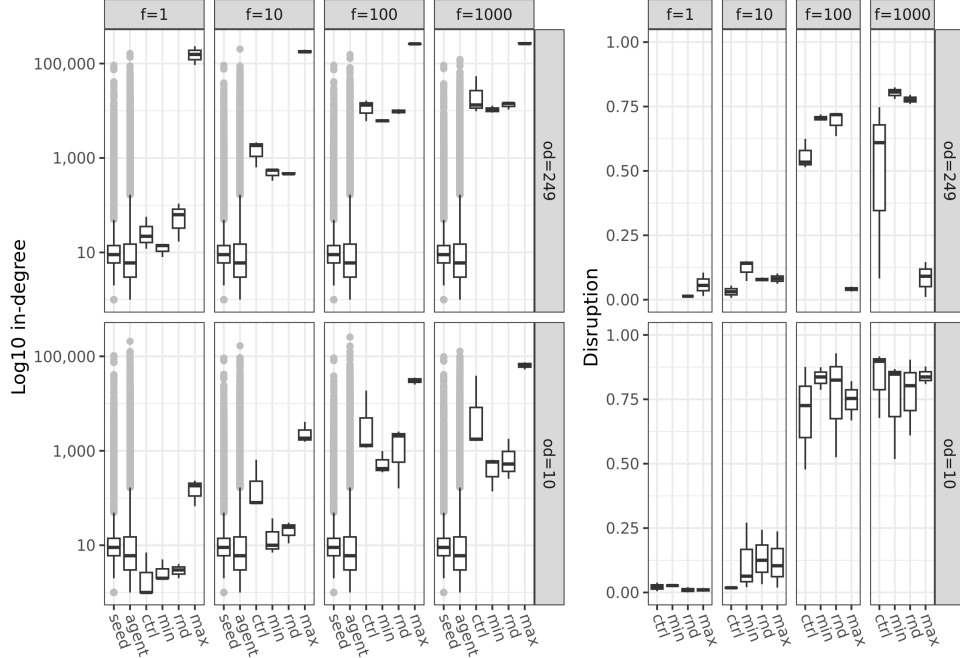 f=1 f=10 f=100 f=1000
Log10 in-degree
100,000
1,000
10
od=249
100,000
1,000
10
od=10
seed agent ctrl min rnd max seed agent ctrl min rnd max seed agent ctrl min rnd max seed agent ctrl min rnd max
f=1 f=10 f=100 f=1000
Disruption
1.00
0.75
0.50
0.25
0.00
od=249
1.00
0.75
0.50
0.25
0.00
od=10
ctrl min rnd max ctrl min rnd max ctrl min rnd max ctrl min rnd max